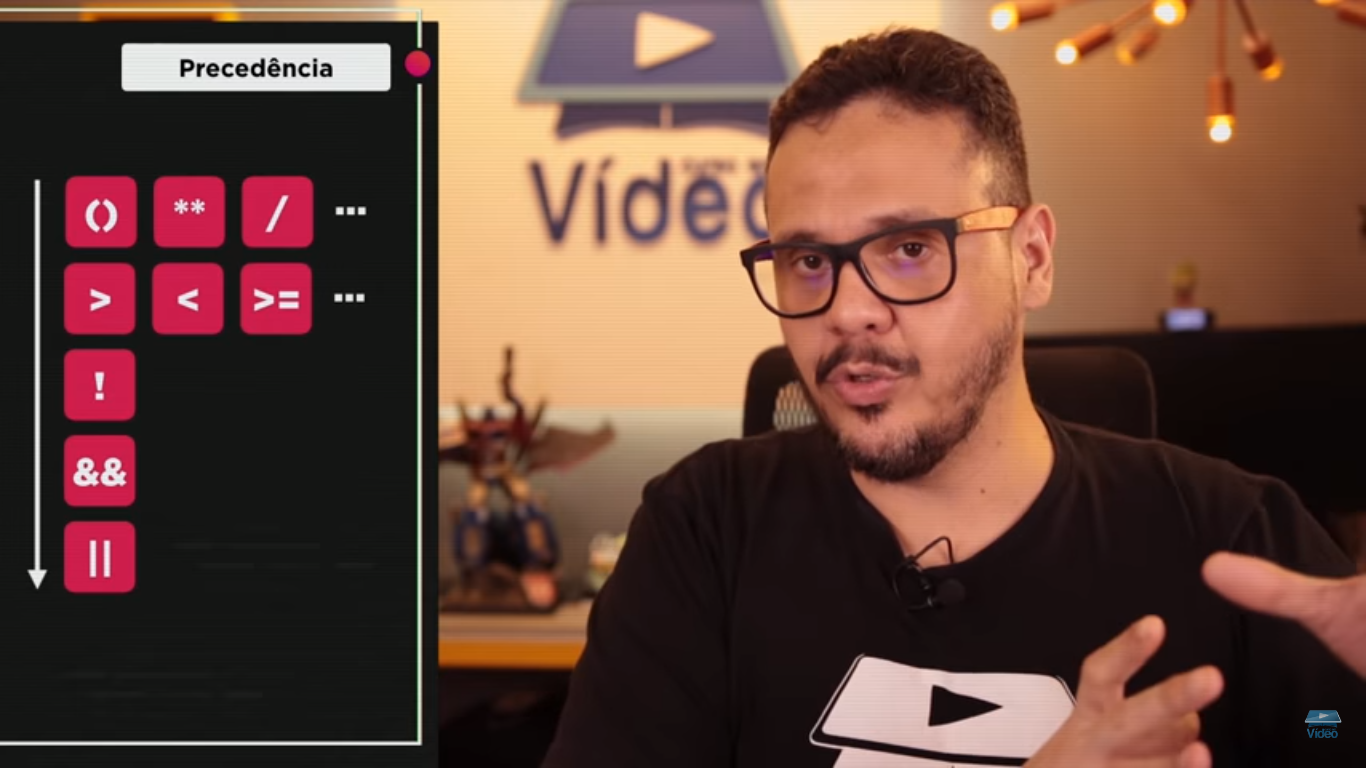 Precedência
() ** / ...
> < >= ...
!
&&
||
Vídeo
Vídeo